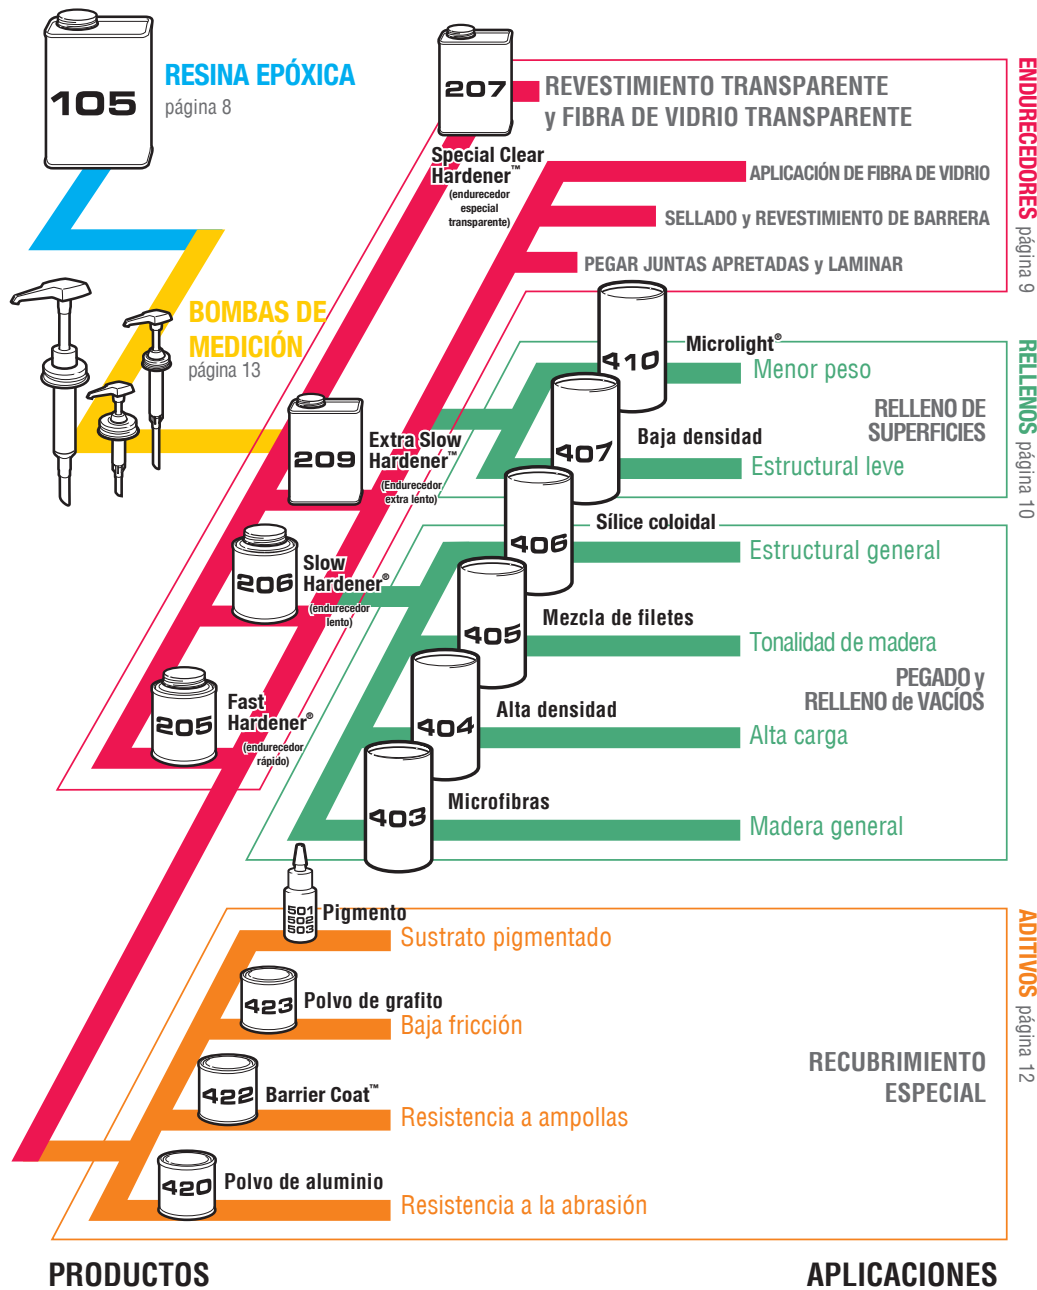 105
RESINA EPÓXICA
página 8
207
REVESTIMIENTO TRANSPARENTE
y FIBRA DE VIDRIO TRANSPARENTE
Special Clear
Hardener™
(endurecedor
especial
transparente)
APLICACIÓN DE FIBRA DE VIDRIO
SELLADO y REVESTIMIENTO DE BARRERA
PEGAR JUNTAS APRETADAS y LAMINAR
ENDURECEDORES página 9
BOMBAS DE
MEDICIÓN
página 13
410
Microlight®
Menor peso
RELLENO DE
SUPERFICIES
407
Baja densidad
Estructural leve
RELLENOS página 10
209
Extra Slow
Hardener™
(Endurecedor
extra lento)
406
Sílice coloidal
Estructural general
206
Slow
Hardener®
(endurecedor
lento)
405
Mezcla de filetes
Tonalidad de madera
PEGADO y
RELLENO de VACÍOS
205
Fast
Hardener®
(endurecedor
rápido)
404
Alta densidad
Alta carga
403
Microfibras
Madera general
501
502
503
Pigmento
Sustrato pigmentado
423
Polvo de grafito
Baja fricción
422
Barrier Coat™
Resistencia a ampollas
420
Polvo de aluminio
Resistencia a la abrasión
RECUBRIMIENTO
ESPECIAL
ADITIVOS página 12
PRODUCTOS
APLICACIONES